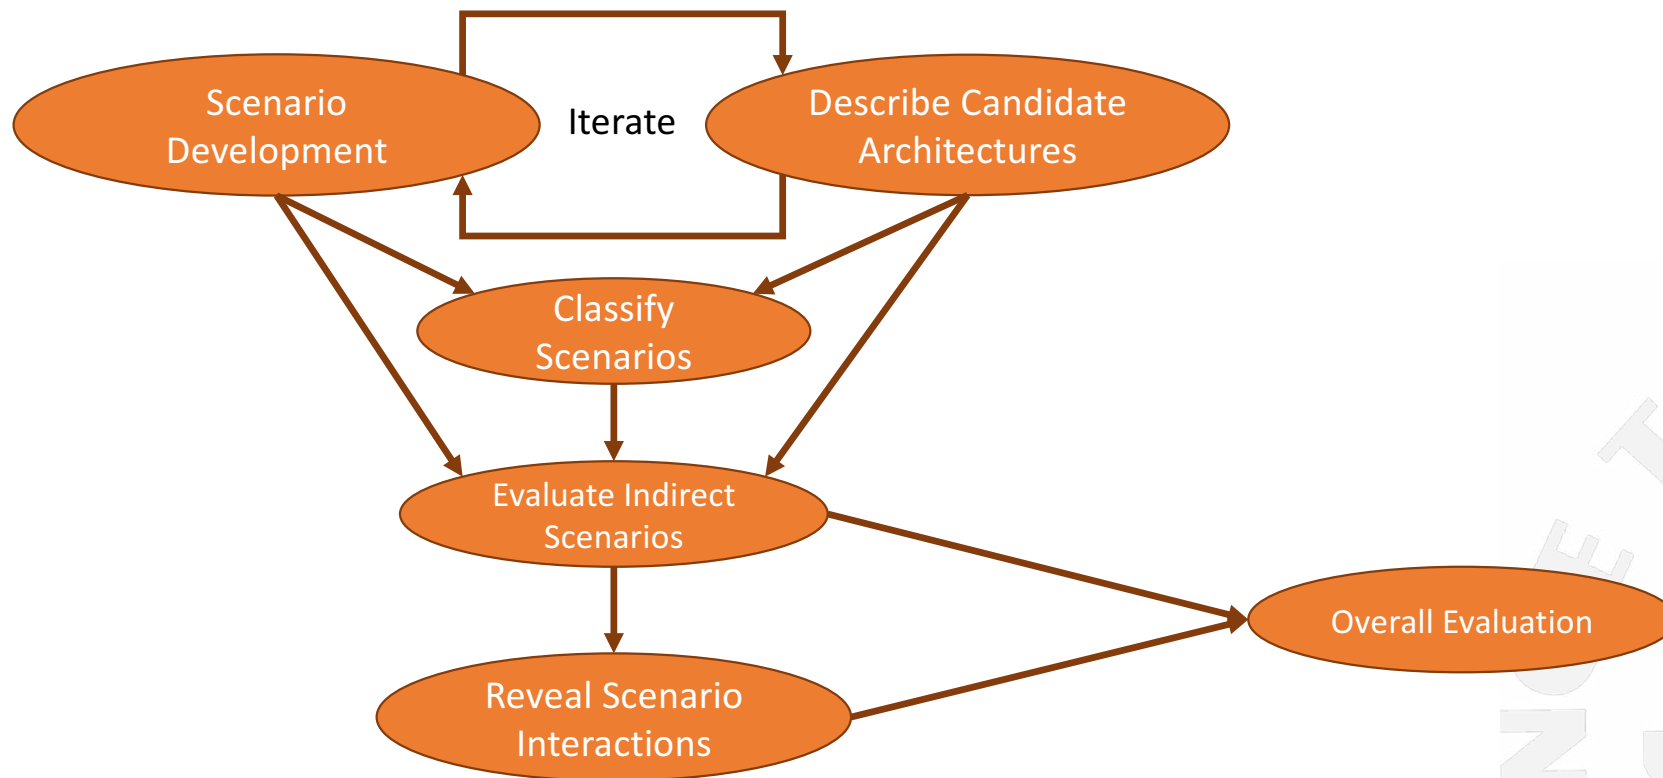 Scenario
Development
Iterate
Describe Candidate
Architectures
Classify
Scenarios
Evaluate Indirect
Scenarios
Overall Evaluation
Reveal Scenario
Interactions